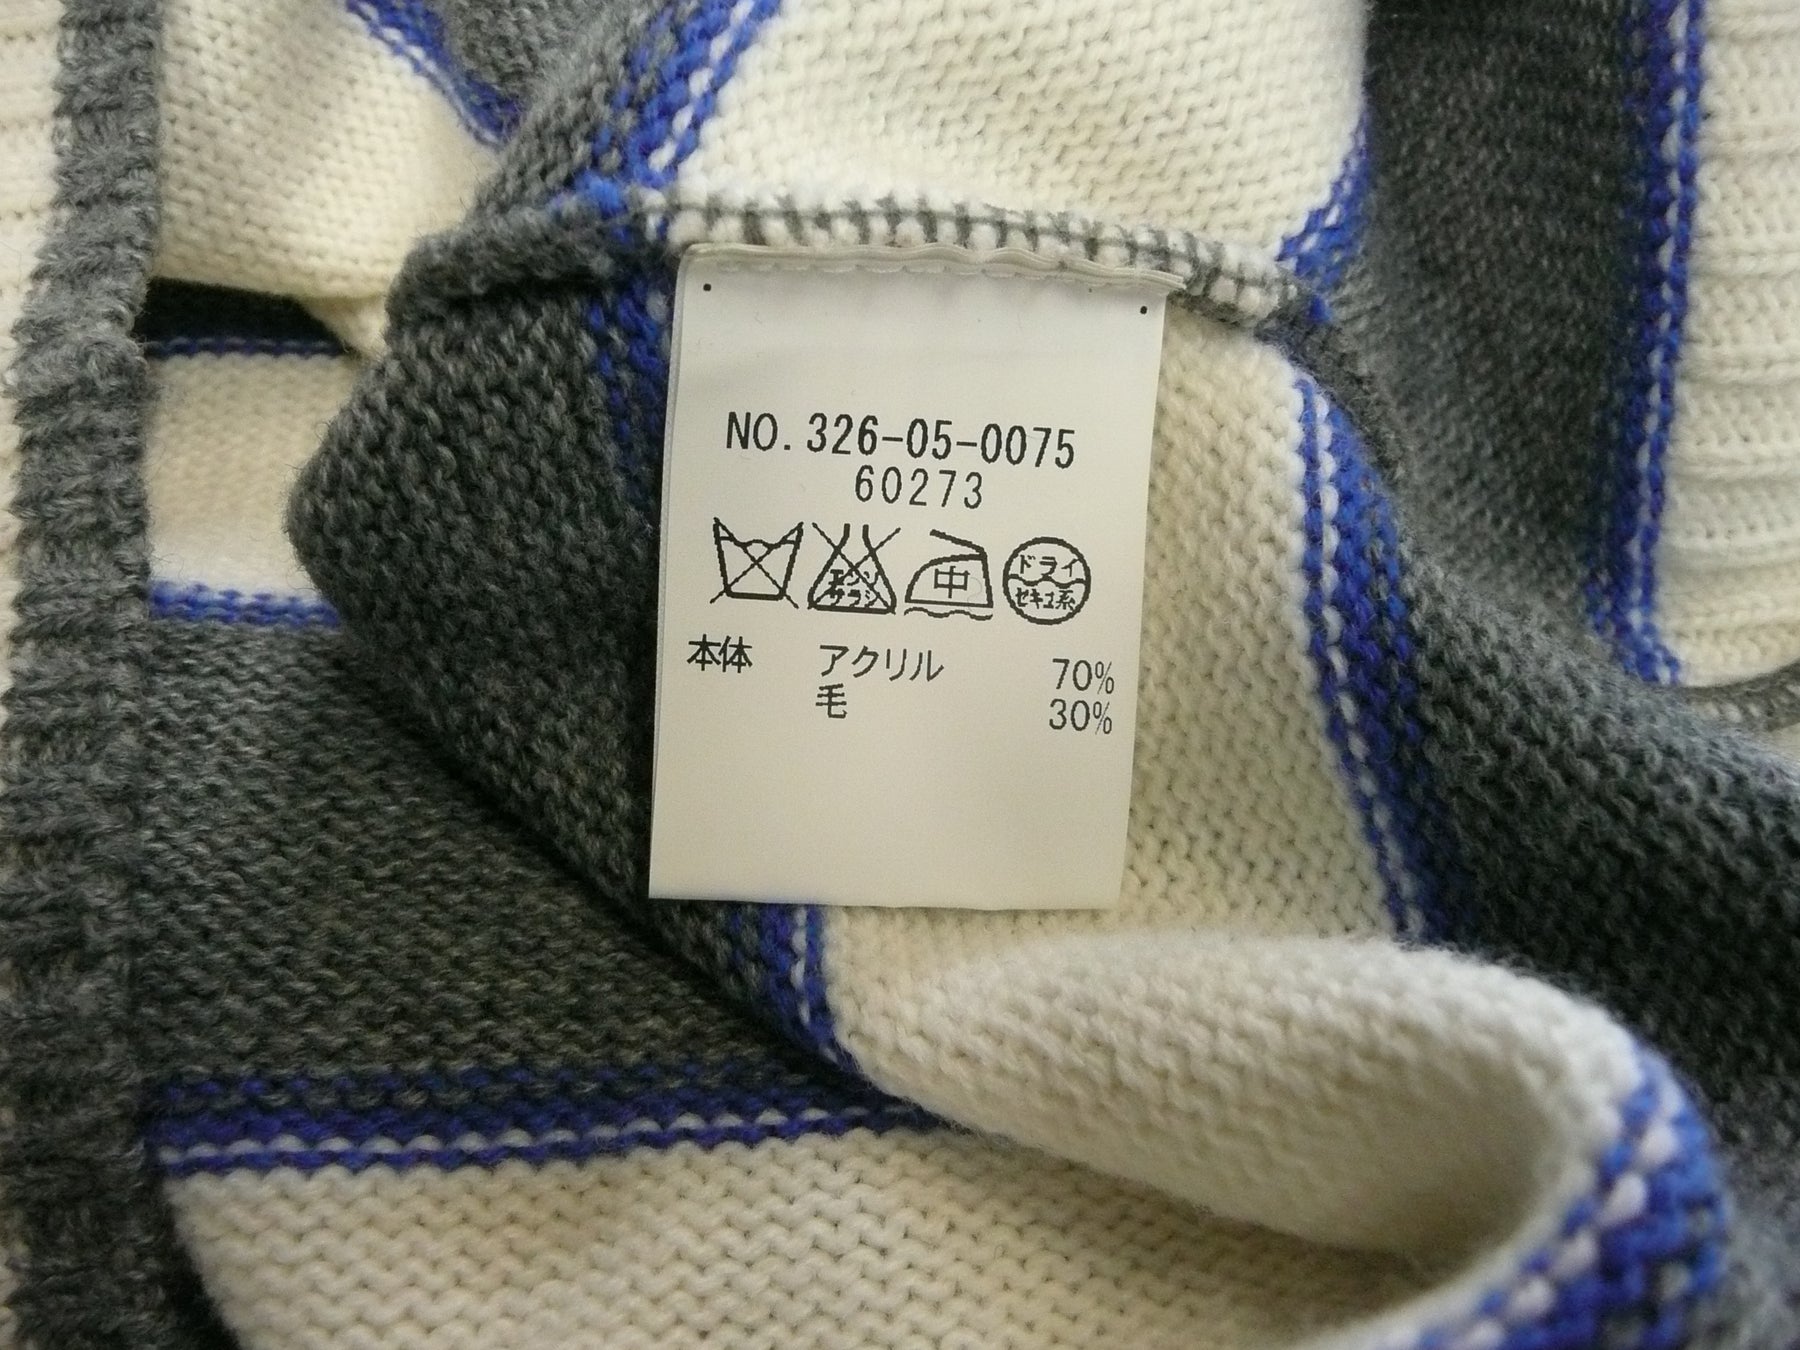 NO. 326-05-0075
60273
エンソ
サラシ
中
ドライ
セキユ系
本体 アクリル 70%
毛 30%